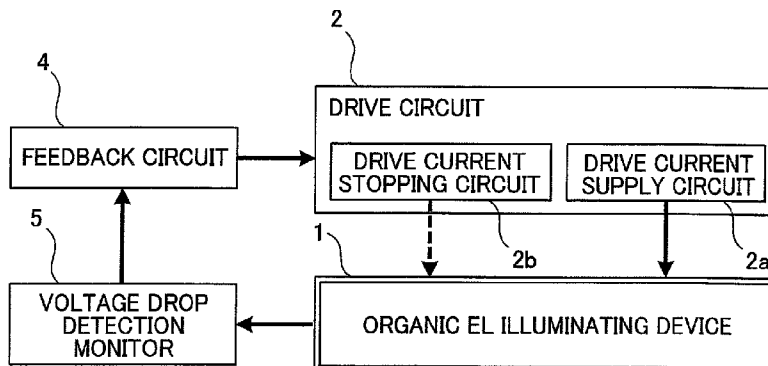 2
4
DRIVE CIRCUIT
FEEDBACK CIRCUIT
DRIVE CURRENT
STOPPING CIRCUIT
DRIVE CURRENT
SUPPLY CIRCUIT
5
1
2b
2a
VOLTAGE DROP
DETECTION
MONITOR
ORGANIC EL ILLUMINATING DEVICE